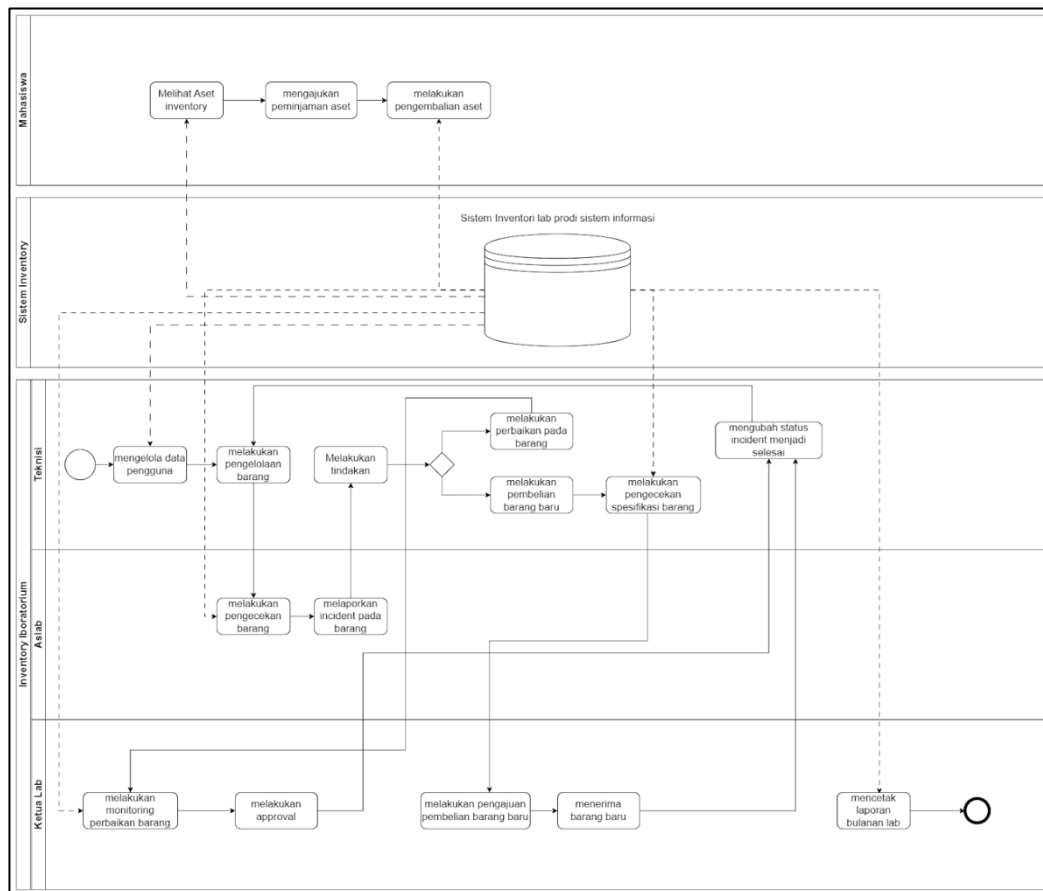 Mahasiswa
Melihat Aset
inventory
mengajukan
peminjaman aset
melakukan
pengembalian aset
Sistem Inventory
Sistem Inventori lab prodi sistem informasi
Inventory lboratorium
Teknisi
mengelola data
pengguna
melakukan
pengelolaan
barang
Melakukan
tindakan
melakukan
perbaikan pada
barang
melakukan
pembelian
barang baru
melakukan
pengecekan
spesifikasi barang
mengubah status
incident menjadi
selesai
Aslab
melakukan
pengecekan
barang
melaporkan
incident pada
barang
Ketua Lab
melakukan
monitoring
perbaikan barang
melakukan
approval
melakukan pengajuan
pembelian barang baru
menerima
barang baru
mencetak
laporan
bulanan lab